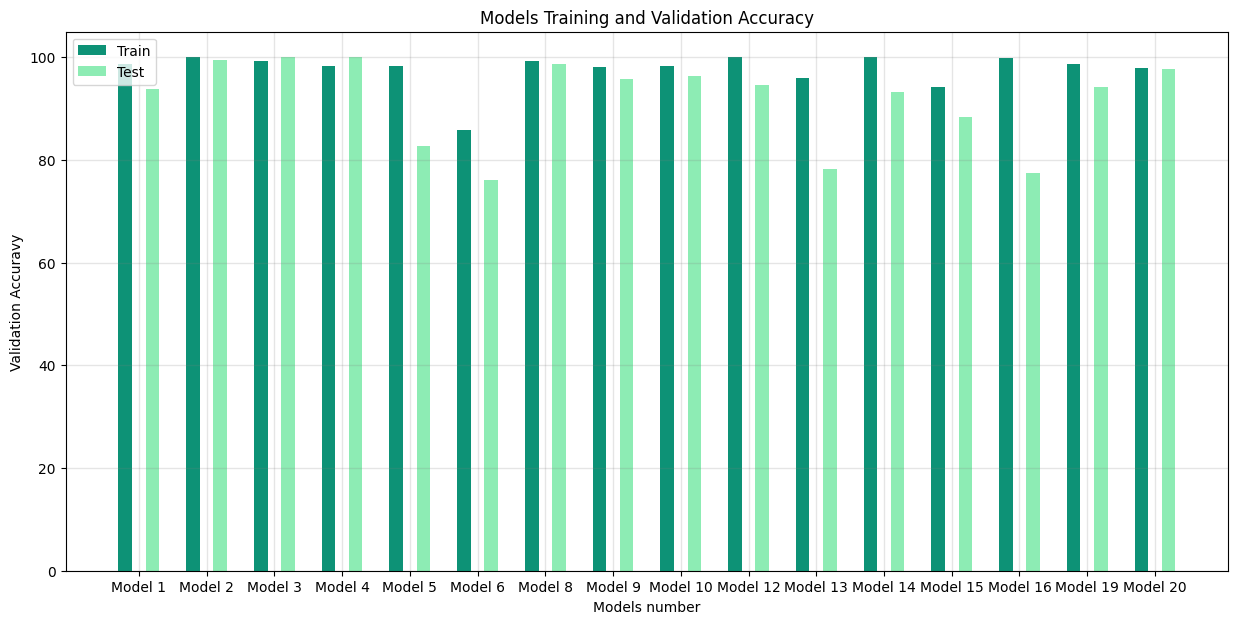 Models Training and Validation Accuracy
Train
Test
100
80
60
40
20
0
Validation Accuravy
Model 1 Model 2 Model 3 Model 4 Model 5 Model 6 Model 8 Model 9 Model 10 Model 12 Model 13 Model 14 Model 15 Model 16 Model 19 Model 20
Models number